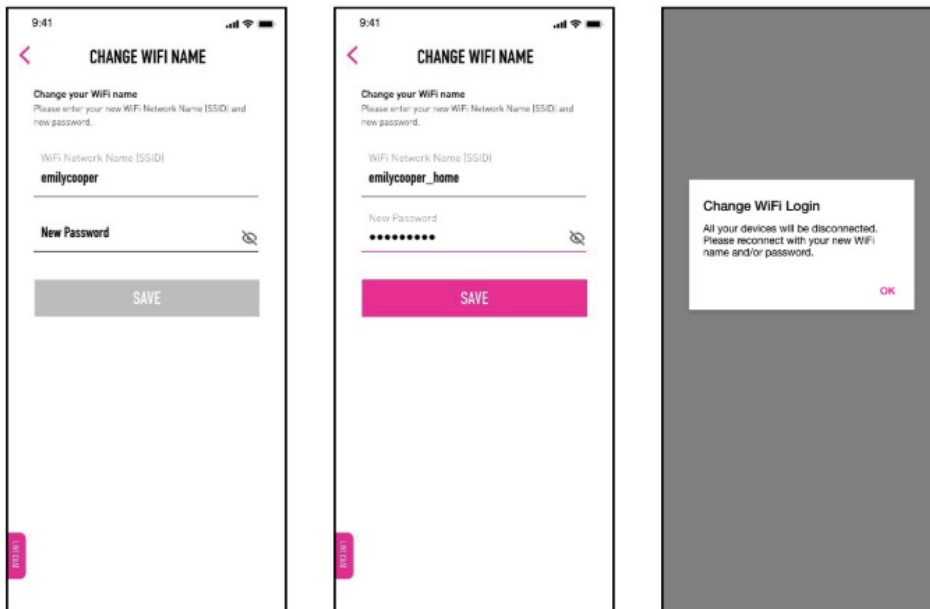 9:41
CHANGE WIFI NAME
Change your WiFi name
Please enter your new WiFi Network Name [SSID] and
new password.
WiFi Network Name [SSID]
emilycooper
New Password
SAVE
LIVE CHAT
9:41
CHANGE WIFI NAME
Change your WiFi name
Please enter your new WiFi Network Name [SSID] and
new password.
WiFi Network Name [SSID]
emilycooper_home
New Password
•••••••••
SAVE
LIVE CHAT
Change WiFi Login
All your devices will be disconnected.
Please reconnect with your new WiFi
name and/or password.
OK